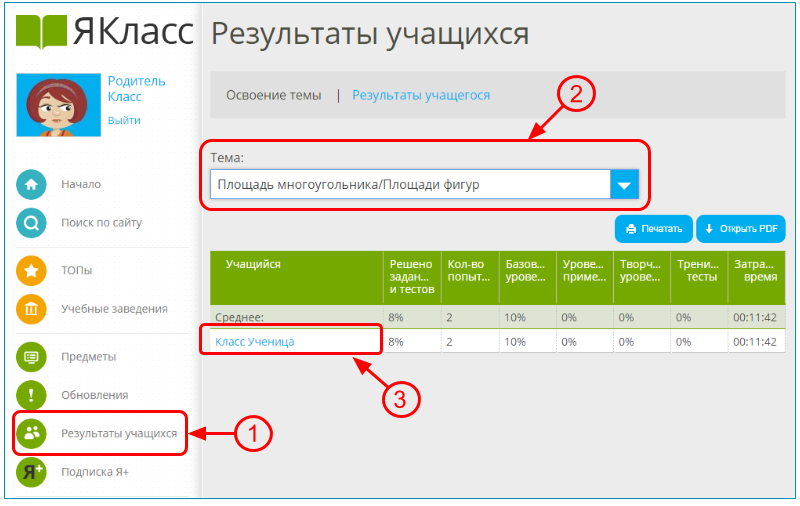 ЯКласс
Родитель
Класс
Выйти
Начало
Поиск по сайту
ТОПы
Учебные заведения
Предметы
Обновления
Результаты учащихся
1
Я+
Подписка Я+
Результаты учащихся
Освоение темы | Результаты учащегося
2
Тема:
Площадь многоугольника/Площади фигур
Печатать
Открыть PDF
Учащийся
Решено
задан...
и тестов
Кол-во
попыт...
Базов...
урове...
Урове...
приме...
Творч...
урове...
Трени...
тесты
Затра...
время
Среднее: 8% 2 10% 0% 0% 0% 00:11:42
Класс Ученица 8% 2 10% 0% 0% 0% 00:11:42
3